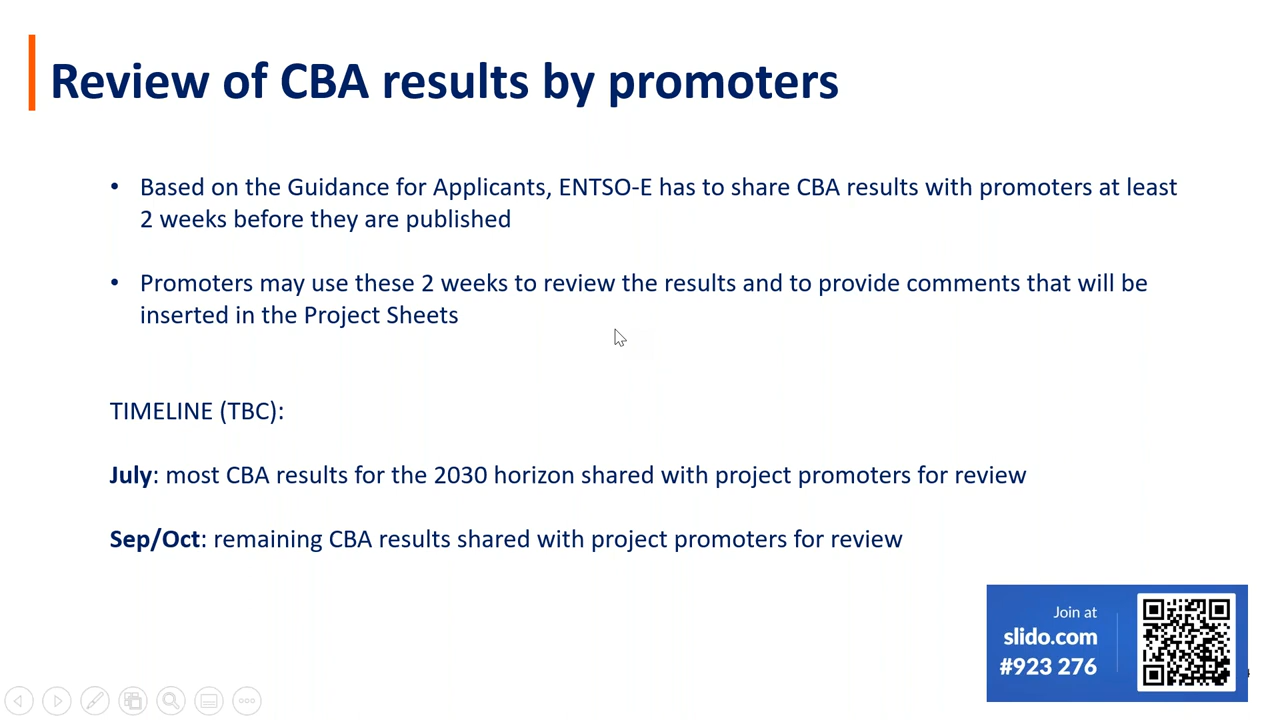 Review of CBA results by promoters
• Based on the Guidance for Applicants, ENTSO-E has to share CBA results with promoters at least
2 weeks before they are published
• Promoters may use these 2 weeks to review the results and to provide comments that will be
inserted in the Project Sheets
TIMELINE (TBC):
July: most CBA results for the 2030 horizon shared with project promoters for review
Sep/Oct: remaining CBA results shared with project promoters for review
Join at
slido.com
#923 276